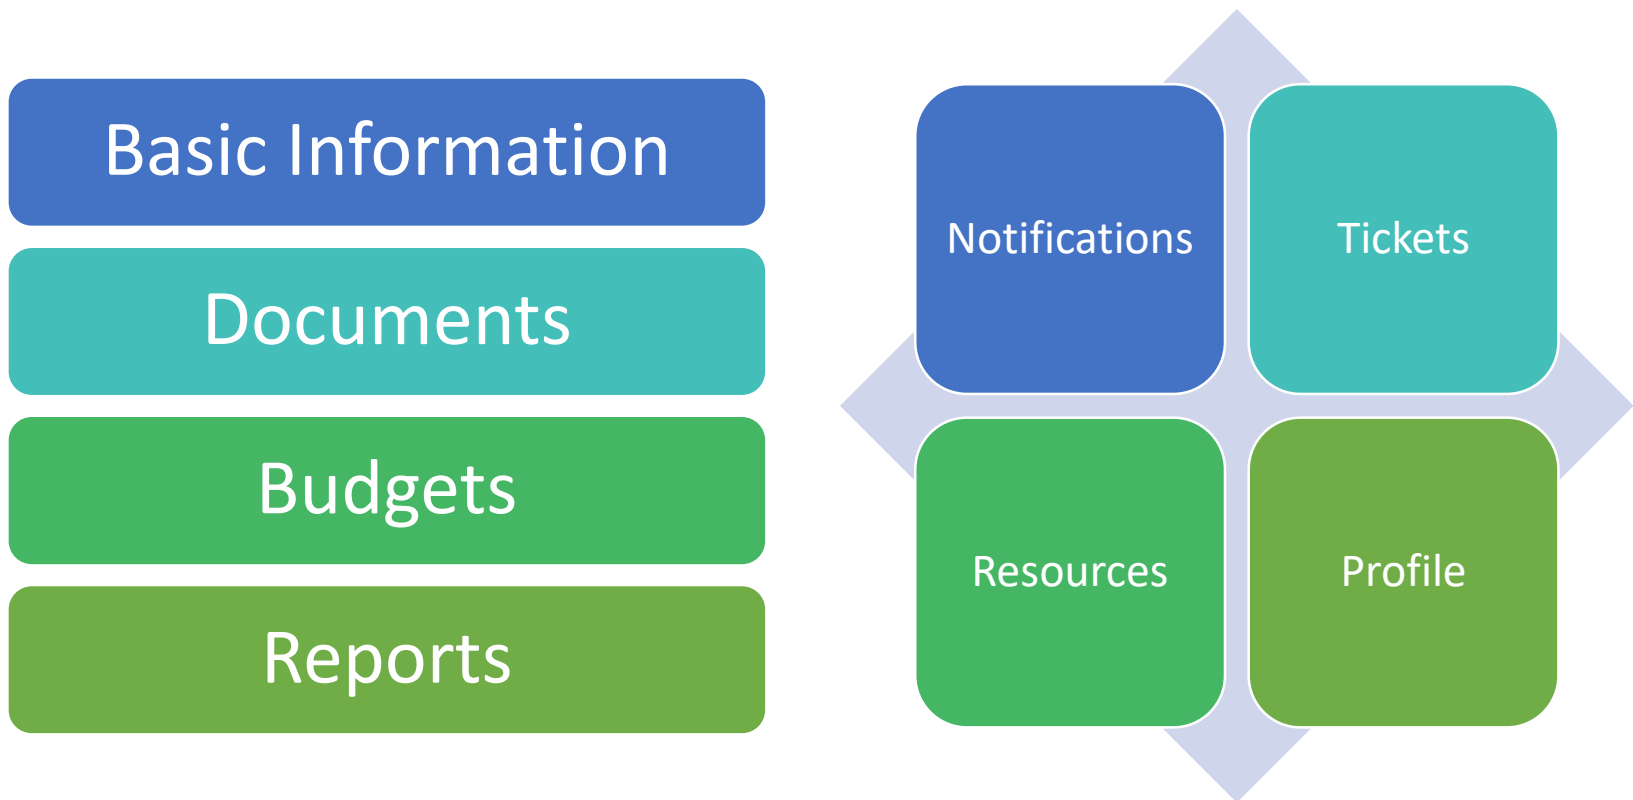 Basic Information
Documents
Budgets
Reports
Notifications
Tickets
Resources
Profile